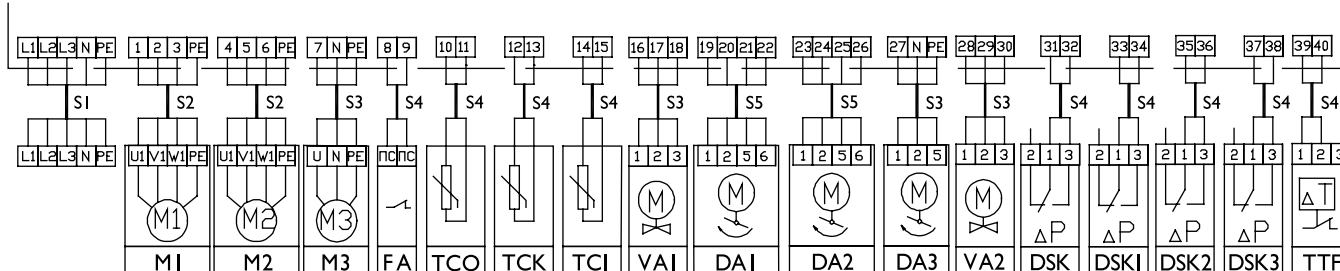 L1 L2 L3 N PE 1 2 3 PE 4 5 6 PE 7 N PE 8 9 10 11 12 13 14 15 16 17 18 19 20 21 22 23 24 25 26 27 N PE 28 29 30 31 32 33 34 35 36 37 38 39 40
S1 S2 S2 S3 S4 S4 S4 S4 S3 S5 S5 S3 S3 S4 S4 S4 S4 S4
L1 L2 L3 N PE U1 V1 W1 PE U1 V1 W1 PE U N PE ПС ПС 1 2 3 1 2 5 6 1 2 5 6 1 2 5 1 2 3 2 1 3 2 1 3 2 1 3 2 1 3 1 2 3
M1 M2 M3 M M M M M ΔP ΔP ΔP ΔP ΔT
M1 M2 M3 FA TCO TCK TCI VA1 DA1 DA2 DA3 VA2 DSK DSK1 DSK2 DSK3